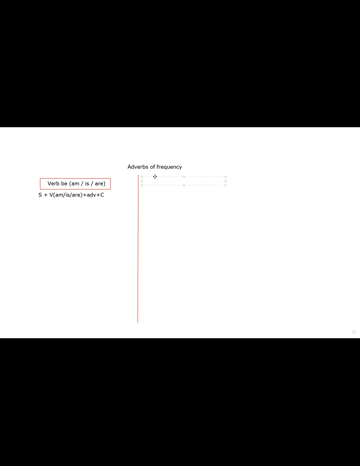 Adverbs of frequency
Verb be (am / is / are)
S + V(am/is/are)+adv+C